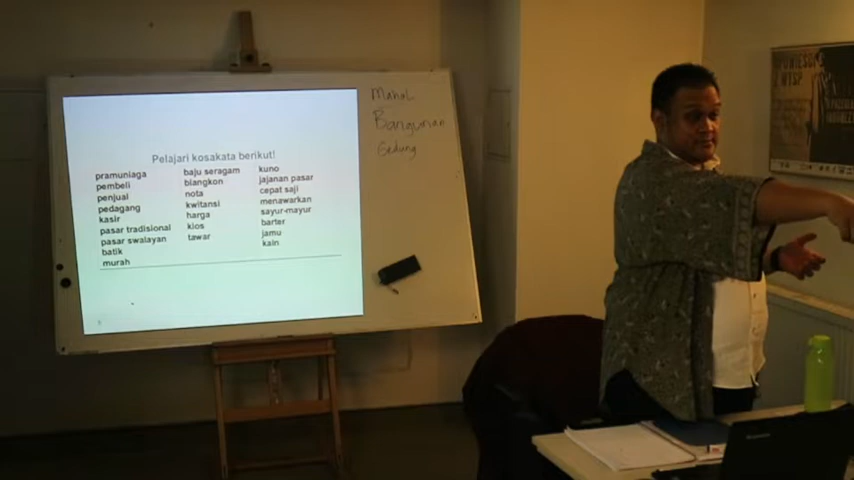 Pelajari kosakata berikut!
pramuniaga
pembeli
penjual
pedagang
kasir
pasar tradisional
pasar swalayan
batik
murah
baju seragam
blangkon
nota
kwitansi
harga
kios
tawar
kuno
jajanan pasar
cepat saji
menawarkan
sayur-mayur
barter
jamu
kain
Mahal
Bangunan
Gedung